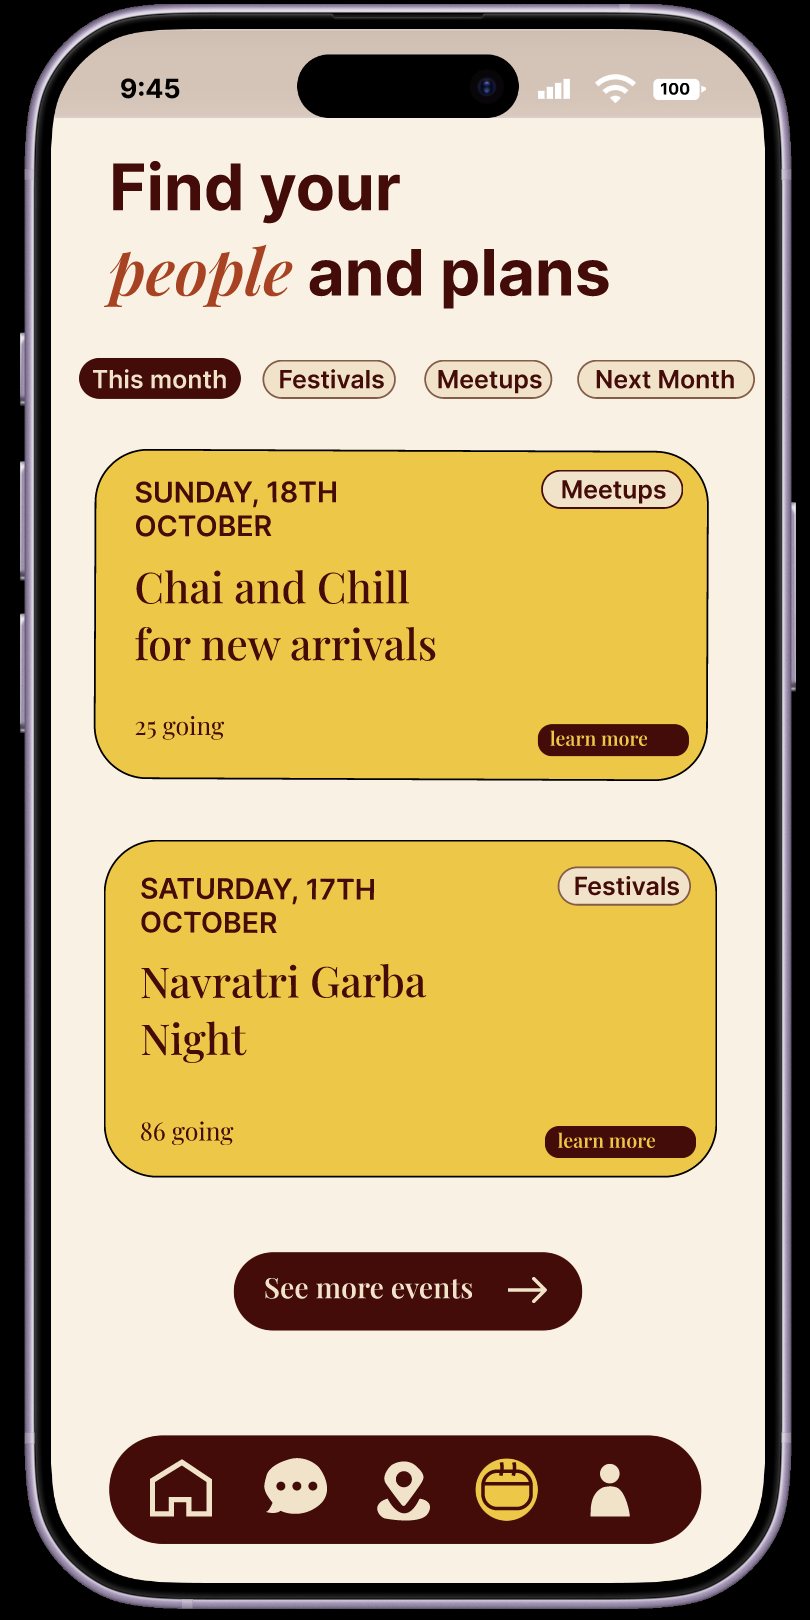 9:45
100
Find your
people and plans
This month Festivals Meetups Next Month
SUNDAY, 18TH
OCTOBER
Meetups
Chai and Chill
for new arrivals
25 going
learn more
SATURDAY, 17TH
OCTOBER
Festivals
Navratri Garba
Night
86 going
learn more
See more events